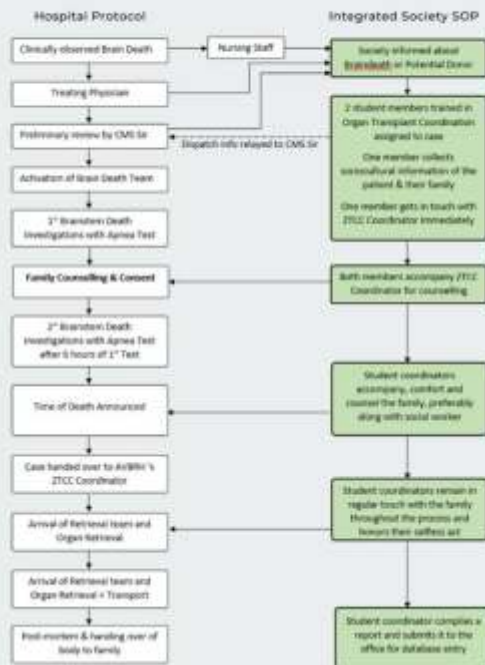 Hospital Protocol
Clinically observed Brain Death
Treating Physician
Preliminary review by CMS Sir
Activation of Brain Death Team
1st Brainstem Death
Investigations with Apnea Test
Family Counselling & Consent
2nd Brainstem Death
Investigations with Apnea Test
after 6 hours of 1st Test
Time of Death Announced
Case handed over to AVBRH 's
ZTCC Coordinator
Arrival of Retrieval team and
Organ Retrieval
Arrival of Retrieval team and
Organ Retrieval + Transport
Post-mortem & handing over of
body to family
Nursing Staff
Dispatch info relayed to CMS Sir
Integrated Society SOP
Society informed about
Braindeath or Potential Donor
2 student members trained in
Organ Transplant Coordination
assigned to case
One member collects
sociocultural information of the
patient & their family
One member gets in touch with
ZTCC Coordinator immediately
Both members accompany ZTCC
Coordinator for counselling
Student coordinators
accompany, comfort and
counsel the family, preferably
along with social worker
Student coordinators remain in
regular touch with the family
throughout the process and
honors their selfless act
Student coordinator compiles a
report and submits it to the
office for database entry